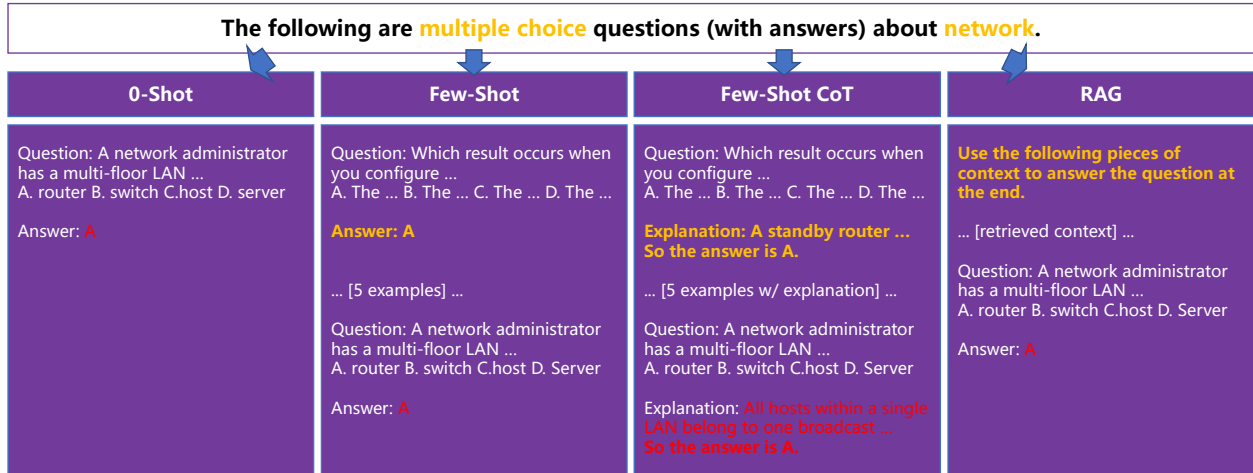 The following are multiple choice questions (with answers) about network.
0-Shot
Question: A network administrator
has a multi-floor LAN ...
A. router B. switch C.host D. server
Answer: A
Few-Shot
Question: Which result occurs when
you configure ...
A. The ... B. The ... C. The ... D. The ...
Answer: A
... [5 examples] ...
Question: A network administrator
has a multi-floor LAN ...
A. router B. switch C.host D. Server
Answer: A
Few-Shot CoT
Question: Which result occurs when
you configure ...
A. The ... B. The ... C. The ... D. The ...
Explanation: A standby router ...
So the answer is A.
... [5 examples w/ explanation] ...
Question: A network administrator
has a multi-floor LAN ...
A. router B. switch C.host D. Server
Explanation: All hosts within a single
LAN belong to one broadcast ...
So the answer is A.
RAG
Use the following pieces of
context to answer the question at
the end.
... [retrieved context] ...
Question: A network administrator
has a multi-floor LAN ...
A. router B. switch C.host D. Server
Answer: A